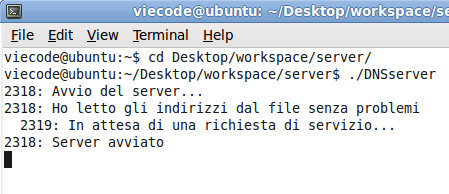 viecode@ubuntu: ~/Desktop/workspace/se
File Edit View Terminal Help
viecode@ubuntu:~$ cd Desktop/workspace/server/
viecode@ubuntu:~/Desktop/workspace/server$ ./DNSserver
2318: Avvio del server...
2318: Ho letto gli indirizzi dal file senza problemi
  2319: In attesa di una richiesta di servizio...
2318: Server avviato